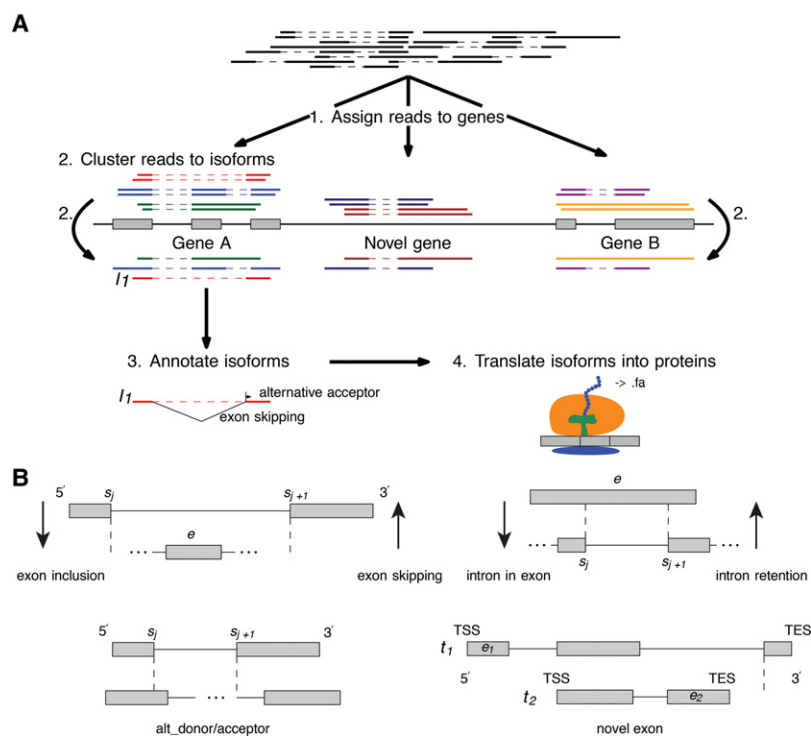 A
1. Assign reads to genes
2. Cluster reads to isoforms
2.
2.
Gene A
Novel gene
Gene B
I1
3. Annotate isoforms
4. Translate isoforms into proteins
I1
alternative acceptor
exon skipping
-> .fa
B
5' sj sj+1 3'
e
... ...
exon inclusion
exon skipping
e
... ...
sj sj+1
intron in exon
intron retention
5' sj sj+1 3'
...
alt_donor/acceptor
TSS TES
t1 e1
5' TSS TES 3'
t2 e2
novel exon